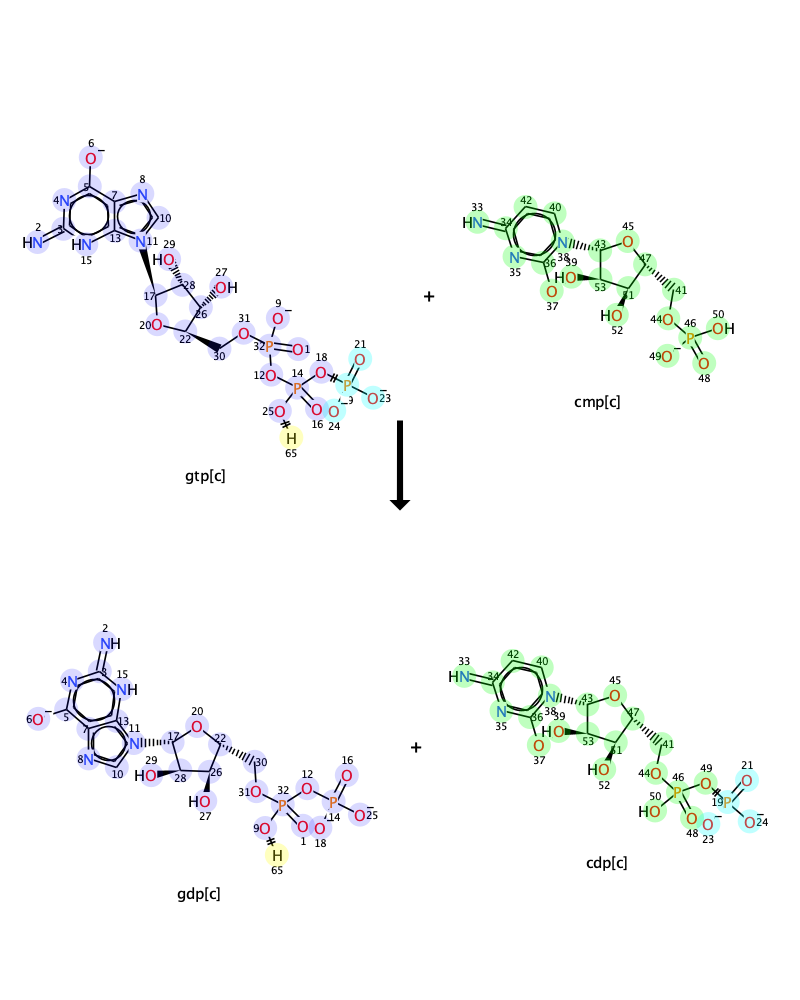 6
O−
5
4
N
7
8
N
10
2
HN
3
HN
15
13
N
11
29
HO
28
27
OH
26
17
20
O
22
30
31
O
9
O−
32
P
O
1
12
O
14
P
18
O
21
O
19
P
O−
23
O−
24
25
O
O
16
H
65
gtp[c]
+
33
HN
34
42
40
N
38
N
35
36
O
37
39
HO
43
45
O
47
53
51
HO
52
41
44
O
46
P
50
OH
49
O−
O
48
cmp[c]
2
NH
3
4
N
15
NH
6
O−
5
7
13
11
N
8
N
10
17
20
O
22
29
HO
28
26
HO
27
30
31
O
32
P
12
O
16
O
14
P
O−
25
9
O
O
1
O−
18
H
65
gdp[c]
+
33
HN
34
42
40
N
38
N
35
36
O
37
39
HO
43
45
O
47
53
51
HO
52
41
44
O
46
P
49
O
21
O
19
P
50
HO
O
48
O−
23
O−
24
cdp[c]